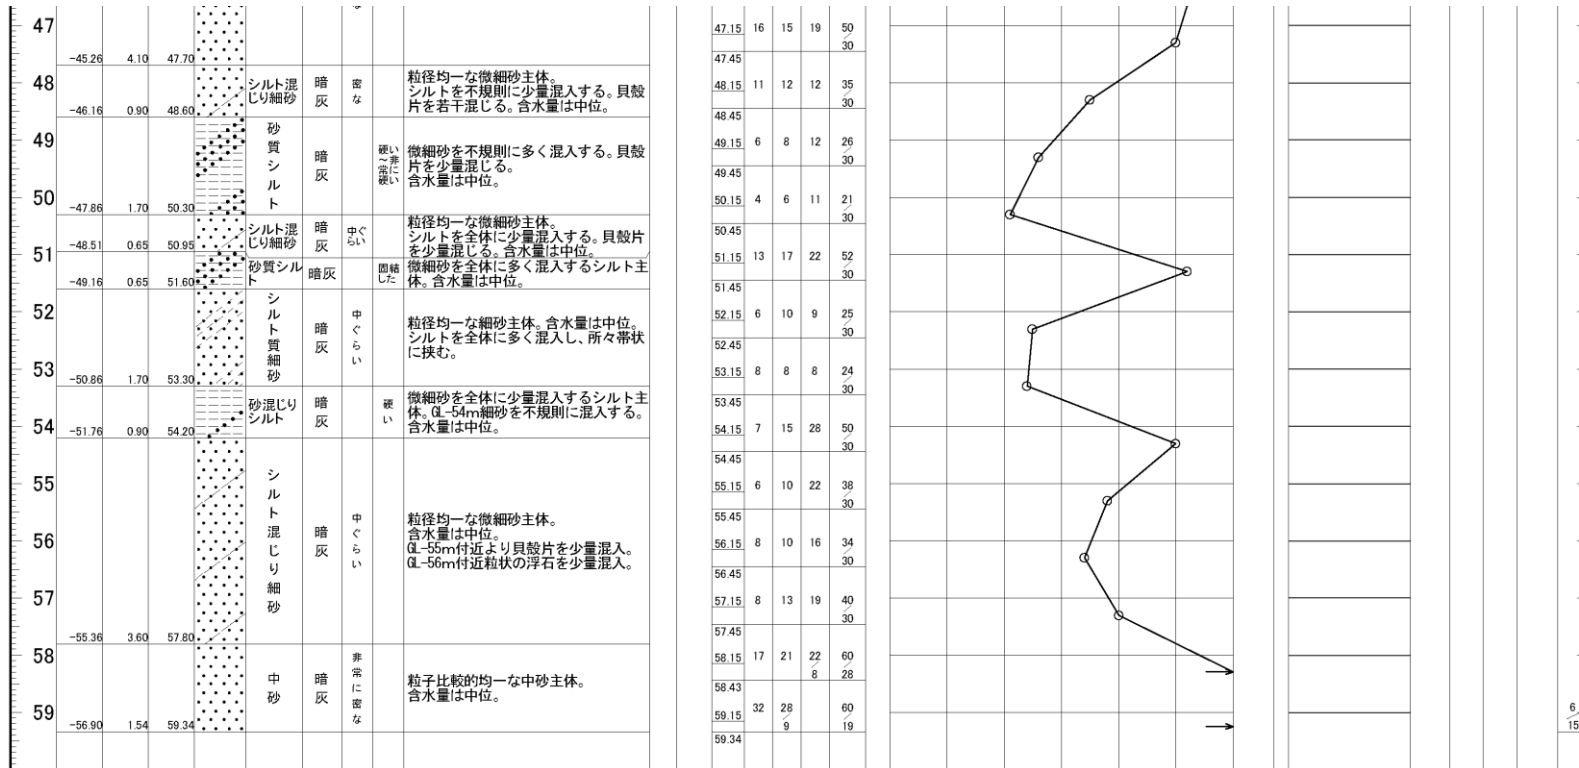 47
-45.26 4.10 47.70
47.15 16 15 19 50/30
47.45
48
-46.16 0.90 48.60
シルト混じり細砂
暗灰
密な
粒径均一な微細砂主体。
シルトを不規則に少量混入する。貝殻
片を若干混じる。含水量は中位。
48.15 11 12 12 35/30
48.45
49
50
-47.86 1.70 50.30
砂質シルト
暗灰
硬い~非常に硬い
微細砂を不規則に多く混入する。貝殻
片を少量混じる。
含水量は中位。
49.15 6 8 12 26/30
49.45
50.15 4 6 11 21/30
50.45
-48.51 0.65 50.95
シルト混じり細砂
暗灰
中ぐらい
粒径均一な微細砂主体。
シルトを全体に少量混入する。貝殻片
を少量混じる。含水量は中位。
51
-49.16 0.65 51.60
砂質シルト
暗灰
固結した
微細砂を全体に多く混入するシルト主
体。含水量は中位。
51.15 13 17 22 52/30
51.45
52
53
-50.86 1.70 53.30
シルト質細砂
暗灰
中ぐらい
粒径均一な細砂主体。含水量は中位。
シルトを全体に多く混入し、所々帯状
に挟む。
52.15 6 10 9 25/30
52.45
53.15 8 8 8 24/30
53.45
54
-51.76 0.90 54.20
砂混じりシルト
暗灰
硬い
微細砂を全体に少量混入するシルト主
体。GL-54m細砂を不規則に混入する。
含水量は中位。
54.15 7 15 28 50/30
54.45
55
56
57
-55.36 3.60 57.80
シルト混じり細砂
暗灰
中ぐらい
粒径均一な微細砂主体。
含水量は中位。
GL-55m付近より貝殻片を少量混入。
GL-56m付近粒状の浮石を少量混入。
55.15 6 10 22 38/30
55.45
56.15 8 10 16 34/30
56.45
57.15 8 13 19 40/30
57.45
58
59
-56.90 1.54 59.34
中砂
暗灰
非常に密な
粒子比較的均一な中砂主体。
含水量は中位。
58.15 17 21 22/8 60/28
58.43
59.15 32 28/9 60/19
59.34
6/15